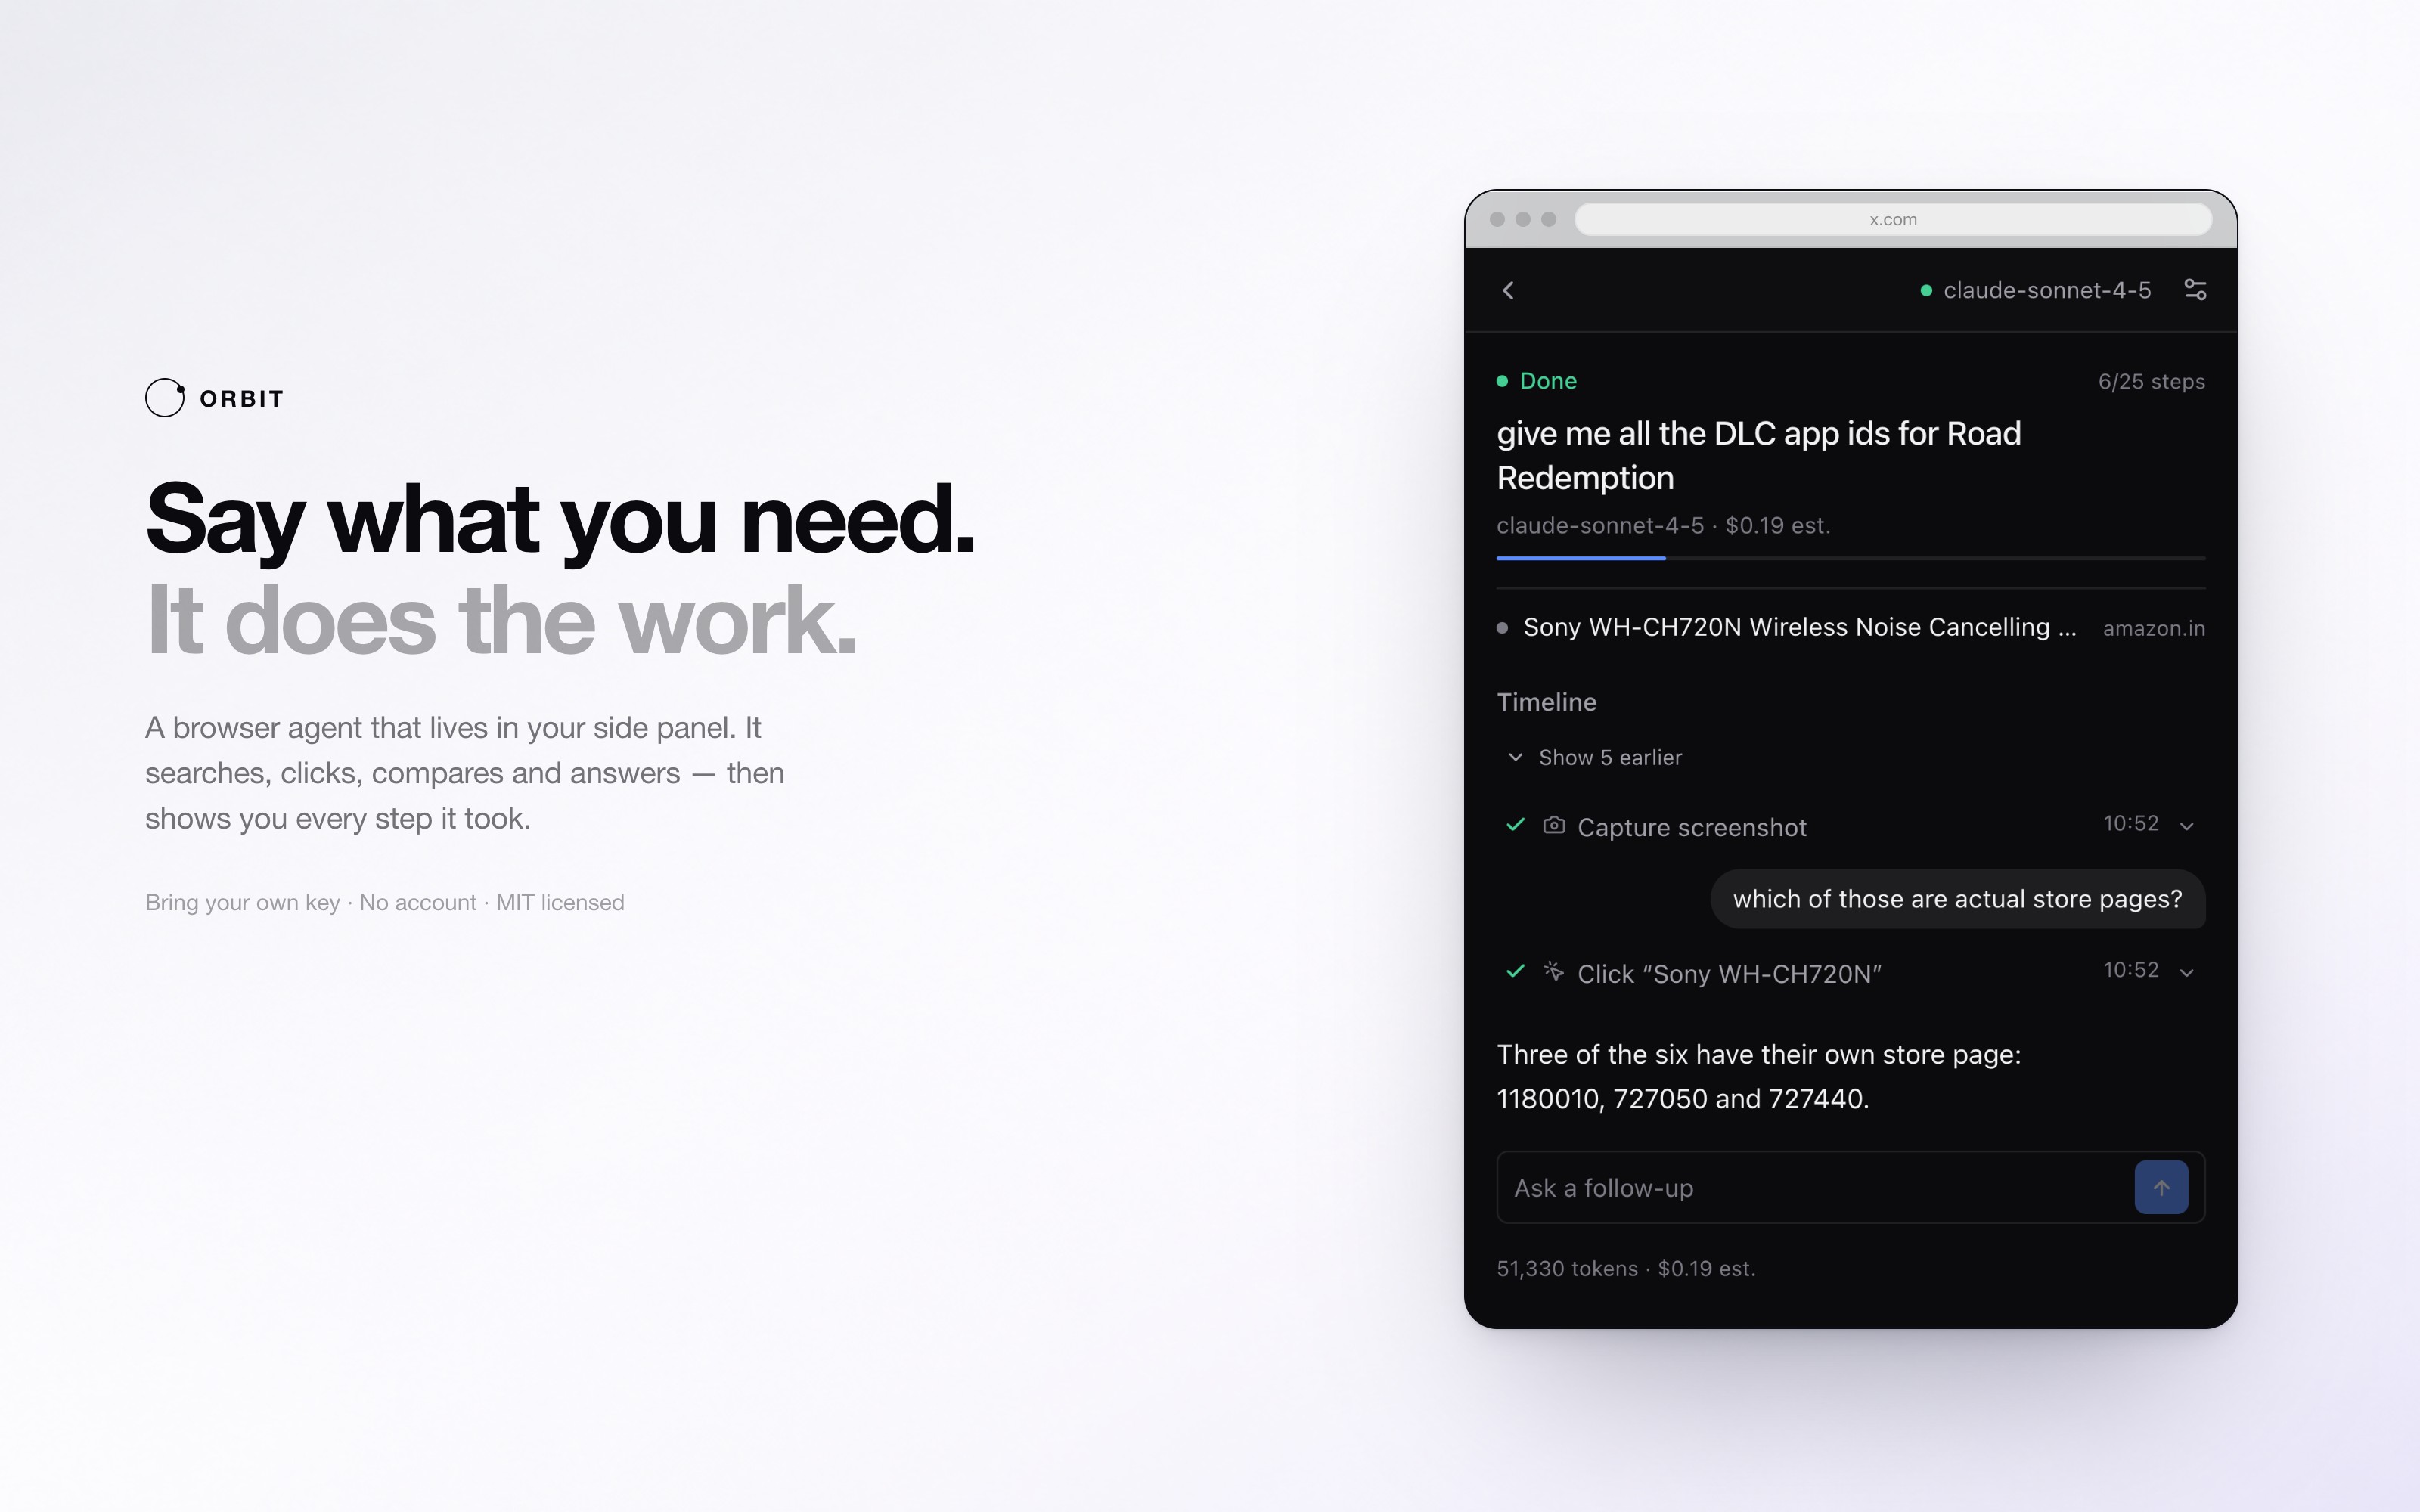 ORBIT
Say what you need.
It does the work.
A browser agent that lives in your side panel. It
searches, clicks, compares and answers — then
shows you every step it took.
Bring your own key · No account · MIT licensed
x.com
claude-sonnet-4-5
Done
6/25 steps
give me all the DLC app ids for Road
Redemption
claude-sonnet-4-5 · $0.19 est.
Sony WH-CH720N Wireless Noise Cancelling ...
amazon.in
Timeline
Show 5 earlier
Capture screenshot
10:52
which of those are actual store pages?
Click “Sony WH-CH720N”
10:52
Three of the six have their own store page:
1180010, 727050 and 727440.
Ask a follow-up
51,330 tokens · $0.19 est.